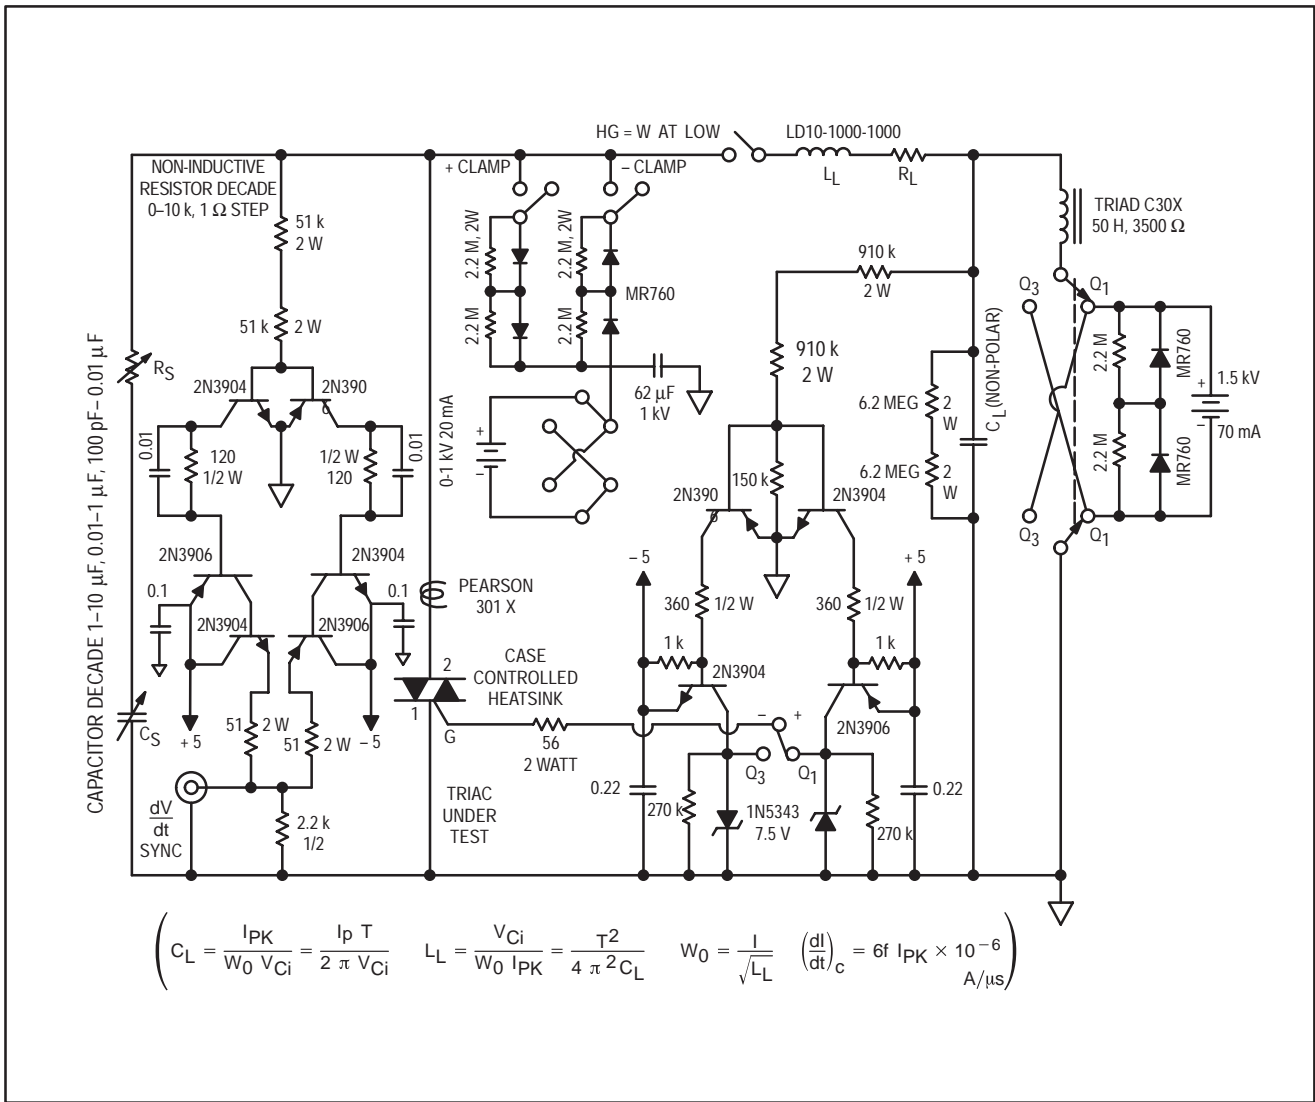 HG = W AT LOW
LD10-1000-1000
L_L
R_L
NON-INDUCTIVE
RESISTOR DECADE
0–10 k, 1 Ω STEP
+ CLAMP
– CLAMP
51 k
2 W
51 k
2 W
2.2 M, 2W
2.2 M, 2W
2.2 M
2.2 M
MR760
62 μF
1 kV
910 k
2 W
910 k
2 W
TRIAD C30X
50 H, 3500 Ω
Q3
Q1
Q3
Q1
2.2 M
2.2 M
MR760
MR760
+
1.5 kV
–
70 mA
C_L (NON-POLAR)
6.2 MEG
2
W
6.2 MEG
2
W
CAPACITOR DECADE 1–10 μF, 0.01–1 μF, 100 pF– 0.01 μF
R_S
C_S
2N3904
2N390
6
0.01
120
1/2 W
1/2 W
120
0.01
0-1 kV 20 mA
+
–
2N3906
2N3904
0.1
0.1
2N3904
2N3906
+ 5
– 5
51
2 W
51
2 W
dV
dt
SYNC
2.2 k
1/2
PEARSON
301 X
CASE
CONTROLLED
HEATSINK
2
1
G
56
2 WATT
TRIAC
UNDER
TEST
150 k
2N390
6
2N3904
– 5
+ 5
360
1/2 W
360
1/2 W
1 k
1 k
2N3904
2N3906
–
+
Q3
Q1
0.22
270 k
1N5343
7.5 V
270 k
0.22
( C_L = I_PK / W_0 V_Ci = I_p T / 2 π V_Ci   L_L = V_Ci / W_0 I_PK = T² / 4 π² C_L   W_0 = I / √L_L   (dI/dt)_c = 6f I_PK × 10⁻⁶
A/μs )